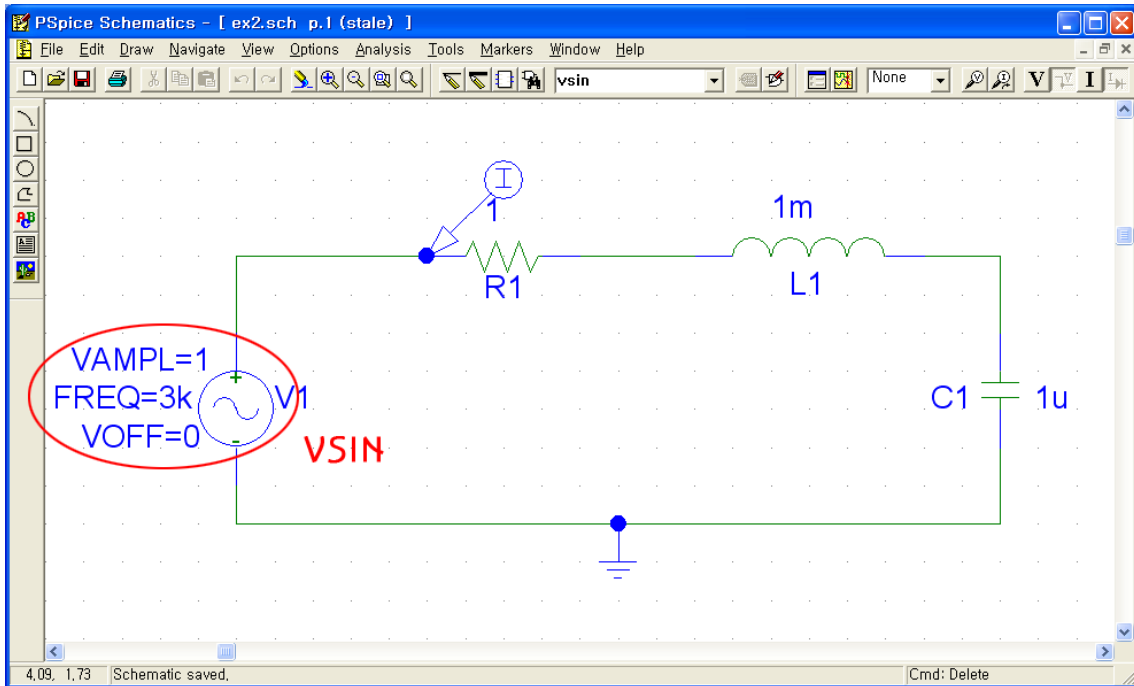 PSpice Schematics - [ ex2.sch p.1 (stale) ]
File Edit Draw Navigate View Options Analysis Tools Markers Window Help
vsin None V V I I
ABC
I
1
1m
R1
L1
VAMPL=1
FREQ=3k
VOFF=0
V1
C1
1u
VSIN
4.09, 1.73 Schematic saved. Cmd: Delete